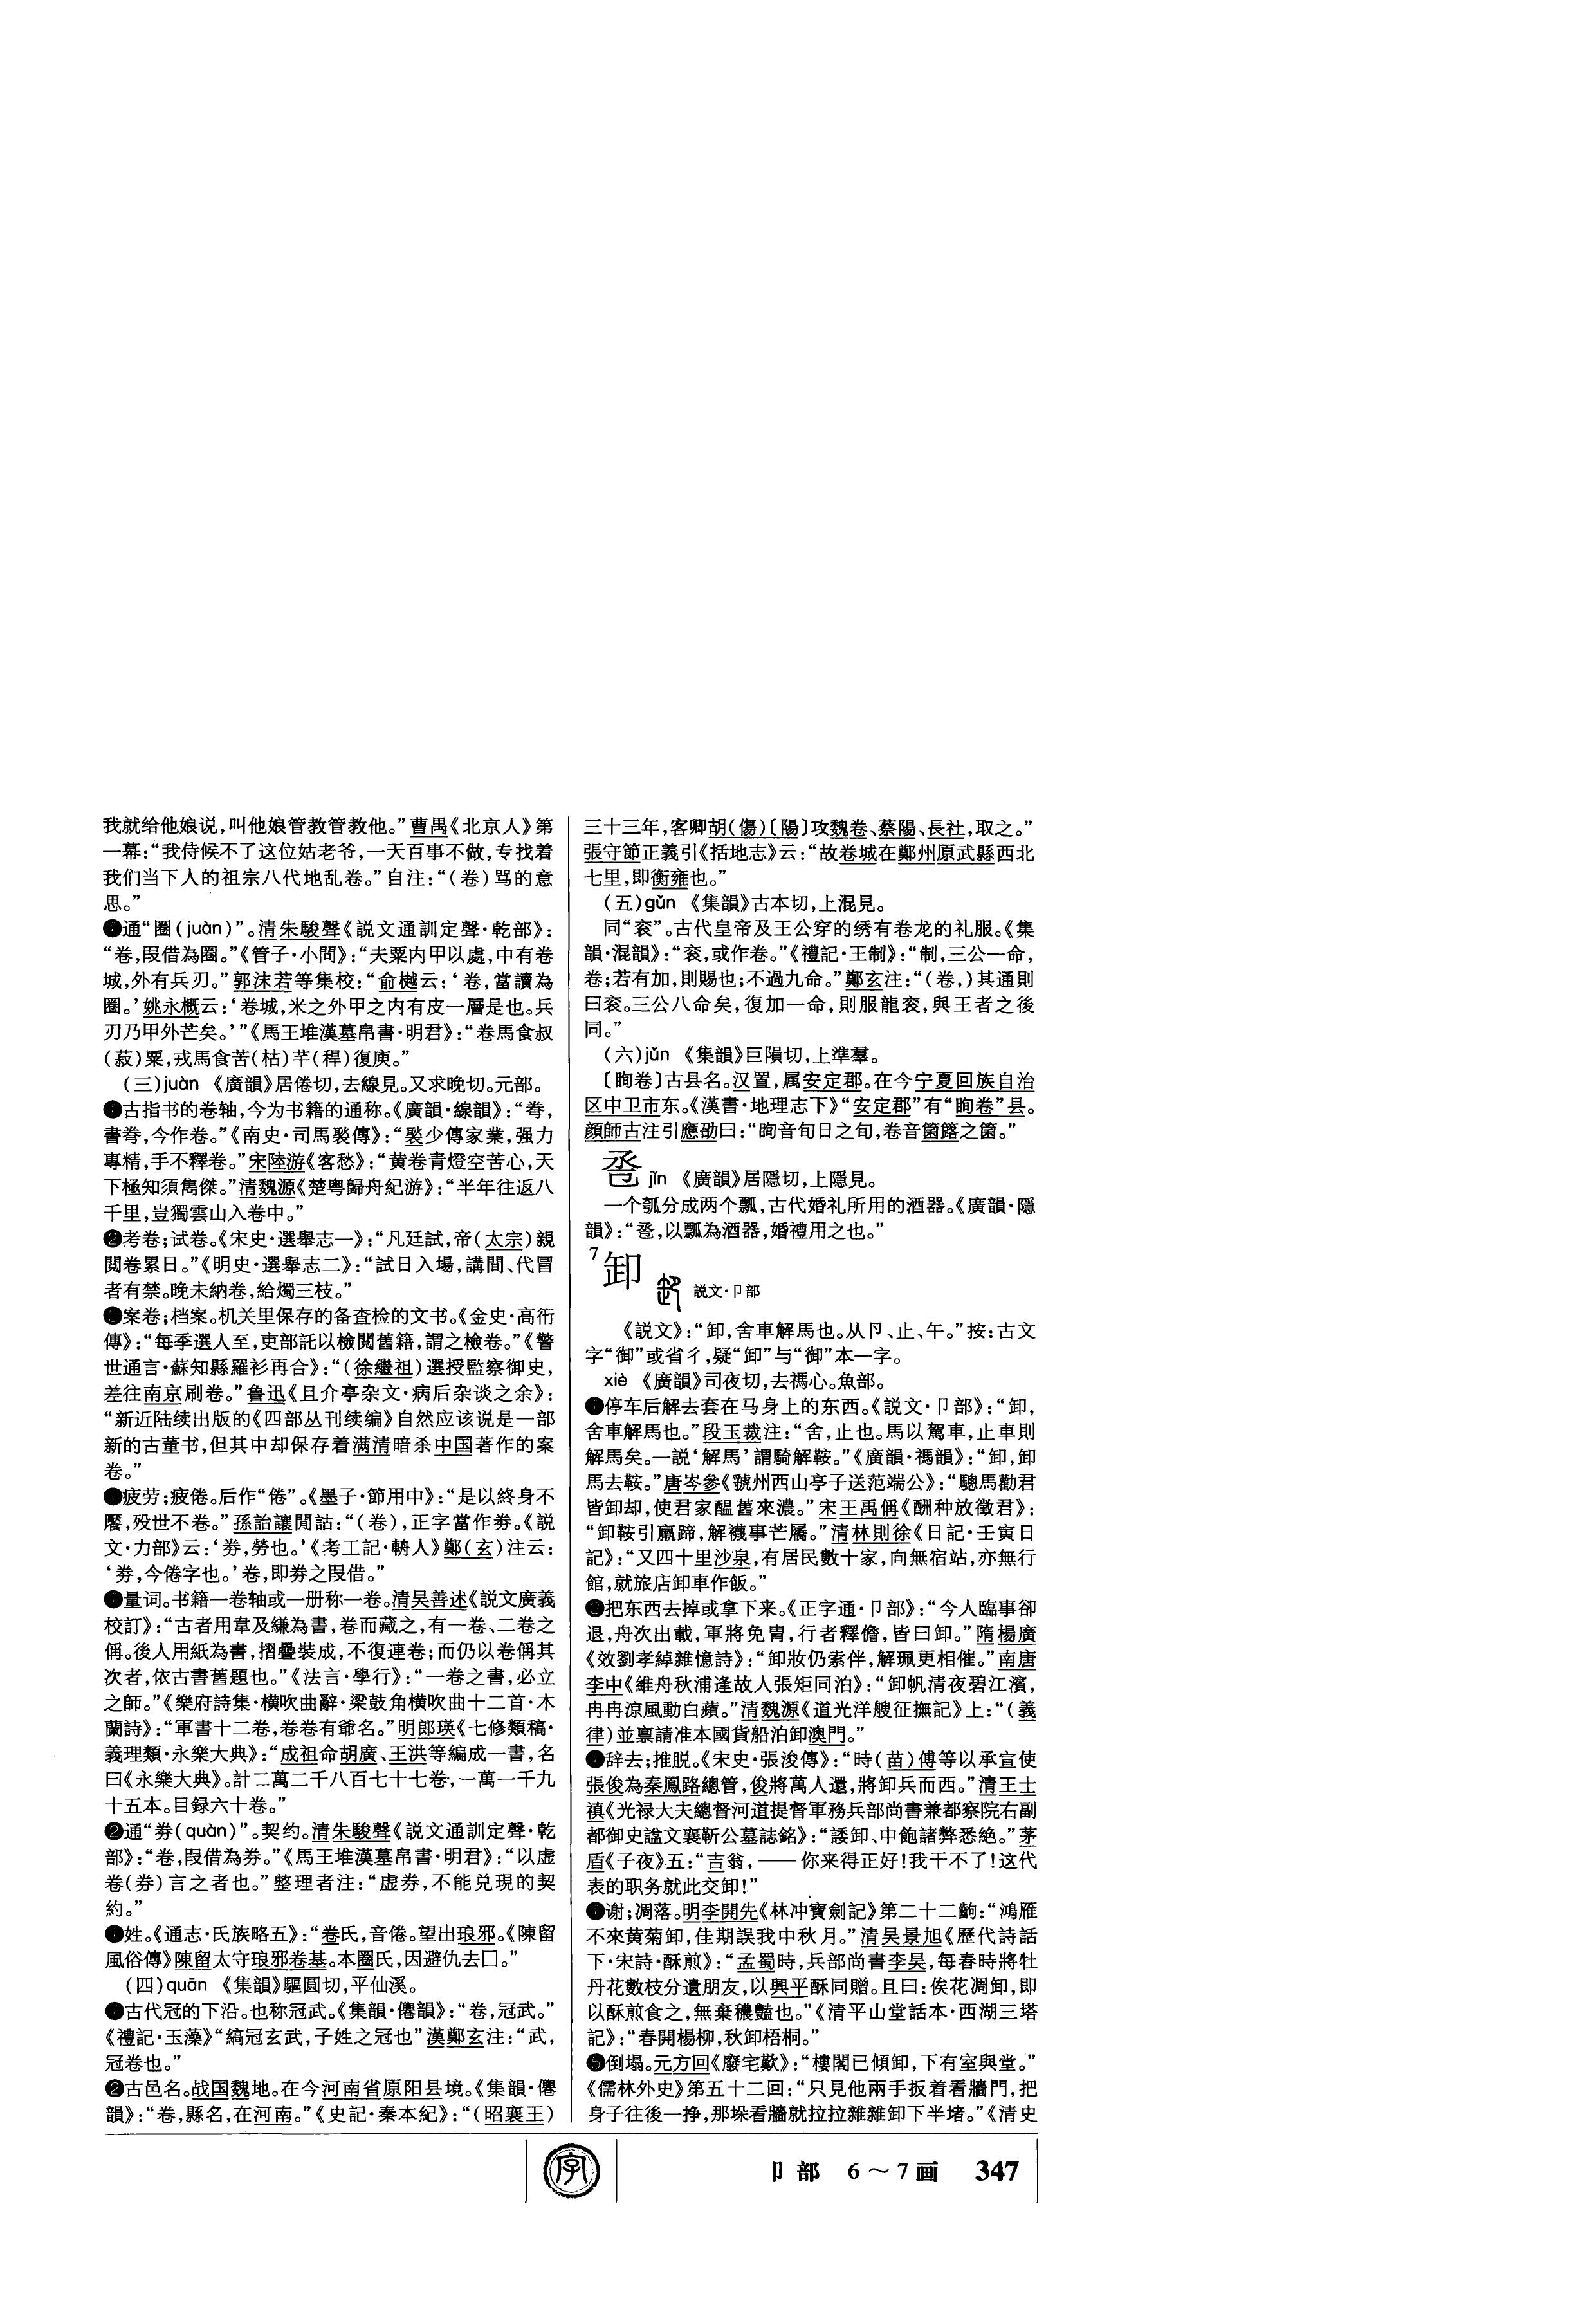 我就给他娘说,叫他娘管教管教他。”曹禺《北京人》第
一幕:“我侍候不了这位姑老爷,一天百事不做,专找着
我们当下人的祖宗八代地乱卷。”自注:“(卷)骂的意
思。”
通“圈(juàn)”。清朱駿聲《説文通訓定聲·乾部》:
“卷,叚借為圈。”《管子·小問》:“夫粟内甲以處,中有卷
城,外有兵刃。”郭沫若等集校:“俞樾云:‘卷,當讀為
圈。’姚永概云:‘卷城,米之外甲之内有皮一層是也。兵
刃乃甲外芒矣。’”《馬王堆漢墓帛書·明君》:“卷馬食叔
(菽)粟,戎馬食苦(枯)芉(稈)復庾。”
(三)juàn 《廣韻》居倦切,去線見。又求晚切。元部。
古指书的卷轴,今为书籍的通称。《廣韻·線韻》:“䇮,
書䇮,今作卷。”《南史·司馬褧傳》:“褧少傳家業,强力
專精,手不釋卷。”宋陸游《客愁》:“黄卷青燈空苦心,天
下極知須儁傑。”清魏源《楚粤歸舟紀游》:“半年往返八
千里,豈獨雲山入卷中。”
❷考卷;试卷。《宋史·選舉志一》:“凡廷試,帝(太宗)親
閲卷累日。”《明史·選舉志二》:“試日入場,講問、代冒
者有禁。晚未納卷,給燭三枝。”
案卷;档案。机关里保存的备查检的文书。《金史·高衎
傳》:“每季選人至,吏部託以檢閲舊籍,謂之檢卷。”《警
世通言·蘇知縣羅衫再合》:“(徐繼祖)選授監察御史,
差往南京刷卷。”鲁迅《且介亭杂文·病后杂谈之余》:
“新近陆续出版的《四部丛刊续编》自然应该说是一部
新的古董书,但其中却保存着满清暗杀中国著作的案
卷。”
疲劳;疲倦。后作“倦”。《墨子·節用中》:“是以終身不
饜,歿世不卷。”孫詒讓閒詁:“(卷),正字當作劵。《説
文·力部》云:‘劵,勞也。’《考工記·輈人》鄭(玄)注云:
‘劵,今倦字也。’卷,即劵之叚借。”
量词。书籍一卷轴或一册称一卷。清吴善述《説文廣義
校訂》:“古者用韋及縑為書,卷而藏之,有一卷、二卷之
偁。後人用紙為書,摺疊裝成,不復連卷;而仍以卷偁其
次者,依古書舊題也。”《法言·學行》:“一卷之書,必立
之師。”《樂府詩集·横吹曲辭·梁鼓角横吹曲十二首·木
蘭詩》:“軍書十二卷,卷卷有爺名。”明郎瑛《七修類稿·
義理類·永樂大典》:“成祖命胡廣、王洪等編成一書,名
曰《永樂大典》。計二萬二千八百七十七卷,一萬一千九
十五本。目録六十卷。”
❷通“券(quàn)”。契约。清朱駿聲《説文通訓定聲·乾
部》:“卷,叚借為券。”《馬王堆漢墓帛書·明君》:“以虚
卷(券)言之者也。”整理者注:“虚券,不能兑現的契
約。”
姓。《通志·氏族略五》:“卷氏,音倦。望出琅邪。《陳留
風俗傳》陳留太守琅邪卷基。本圈氏,因避仇去囗。”
(四)quān 《集韻》驅圓切,平仙溪。
古代冠的下沿。也称冠武。《集韻·僊韻》:“卷,冠武。”
《禮記·玉藻》“縞冠玄武,子姓之冠也”漢鄭玄注:“武,
冠卷也。”
❷古邑名。战国魏地。在今河南省原阳县境。《集韻·僊
韻》:“卷,縣名,在河南。”《史記·秦本紀》:“(昭襄王)
三十三年,客卿胡(傷)〔陽〕攻魏卷、蔡陽、長社,取之。”
張守節正義引《括地志》云:“故卷城在鄭州原武縣西北
七里,即衡雍也。”
(五)gǔn 《集韻》古本切,上混見。
同“衮”。古代皇帝及王公穿的绣有卷龙的礼服。《集
韻·混韻》:“衮,或作卷。”《禮記·王制》:“制,三公一命,
卷;若有加,則賜也;不過九命。”鄭玄注:“(卷,)其通則
曰衮。三公八命矣,復加一命,則服龍衮,與王者之後
同。”
(六)jǔn 《集韻》巨隕切,上準羣。
〔眴卷〕古县名。汉置,属安定郡。在今宁夏回族自治
区中卫市东。《漢書·地理志下》“安定郡”有“眴卷”县。
顔師古注引應劭曰:“眴音旬日之旬,卷音箘簬之箘。”
巹 jǐn 《廣韻》居隱切,上隱見。
一个瓠分成两个瓢,古代婚礼所用的酒器。《廣韻·隱
韻》:“巹,以瓢為酒器,婚禮用之也。”
7 卸 説文·卩部
《説文》:“卸,舍車解馬也。从卩、止、午。”按:古文
字“御”或省彳,疑“卸”与“御”本一字。
xiè 《廣韻》司夜切,去禡心。魚部。
停车后解去套在马身上的东西。《説文·卩部》:“卸,
舍車解馬也。”段玉裁注:“舍,止也。馬以駕車,止車則
解馬矣。一説‘解馬’謂騎解鞍。”《廣韻·禡韻》:“卸,卸
馬去鞍。”唐岑參《虢州西山亭子送范端公》:“驄馬勸君
皆卸却,使君家醖舊來濃。”宋王禹偁《酬种放徵君》:
“卸鞍引羸蹄,解襪事芒屩。”清林則徐《日記·壬寅日
記》:“又四十里沙泉,有居民數十家,向無宿站,亦無行
館,就旅店卸車作飯。”
把东西去掉或拿下来。《正字通·卩部》:“今人臨事卻
退,舟次出載,軍將免胄,行者釋儋,皆曰卸。”隋楊廣
《效劉孝綽雜憶詩》:“卸妝仍索伴,解珮更相催。”南唐
李中《維舟秋浦逢故人張矩同泊》:“卸帆清夜碧江濱,
冉冉涼風動白蘋。”清魏源《道光洋艘征撫記》上:“(義
律)並禀請准本國貨船泊卸澳門。”
辞去;推脱。《宋史·張浚傳》:“時(苗)傅等以承宣使
張俊為秦鳳路總管,俊將萬人還,將卸兵而西。”清王士
禛《光禄大夫總督河道提督軍務兵部尚書兼都察院右副
都御史謚文襄靳公墓誌銘》:“諉卸、中飽諸弊悉絶。”茅
盾《子夜》五:“吉翁,——你来得正好!我干不了!这代
表的职务就此交卸!”
谢;凋落。明李開先《林冲寶劍記》第二十二齣:“鴻雁
不來黄菊卸,佳期誤我中秋月。”清吴景旭《歷代詩話
下·宋詩·酥煎》:“孟蜀時,兵部尚書李昊,每春時將牡
丹花數枝分遺朋友,以興平酥同贈。且曰:俟花凋卸,即
以酥煎食之,無棄穠豔也。”《清平山堂話本·西湖三塔
記》:“春開楊柳,秋卸梧桐。”
❺倒塌。元方回《廢宅歎》:“樓閣已傾卸,下有室與堂。”
《儒林外史》第五十二回:“只見他兩手扳着看牆門,把
身子往後一挣,那垛看牆就拉拉雜雜卸下半堵。”《清史
字
卩部 6～7画 347